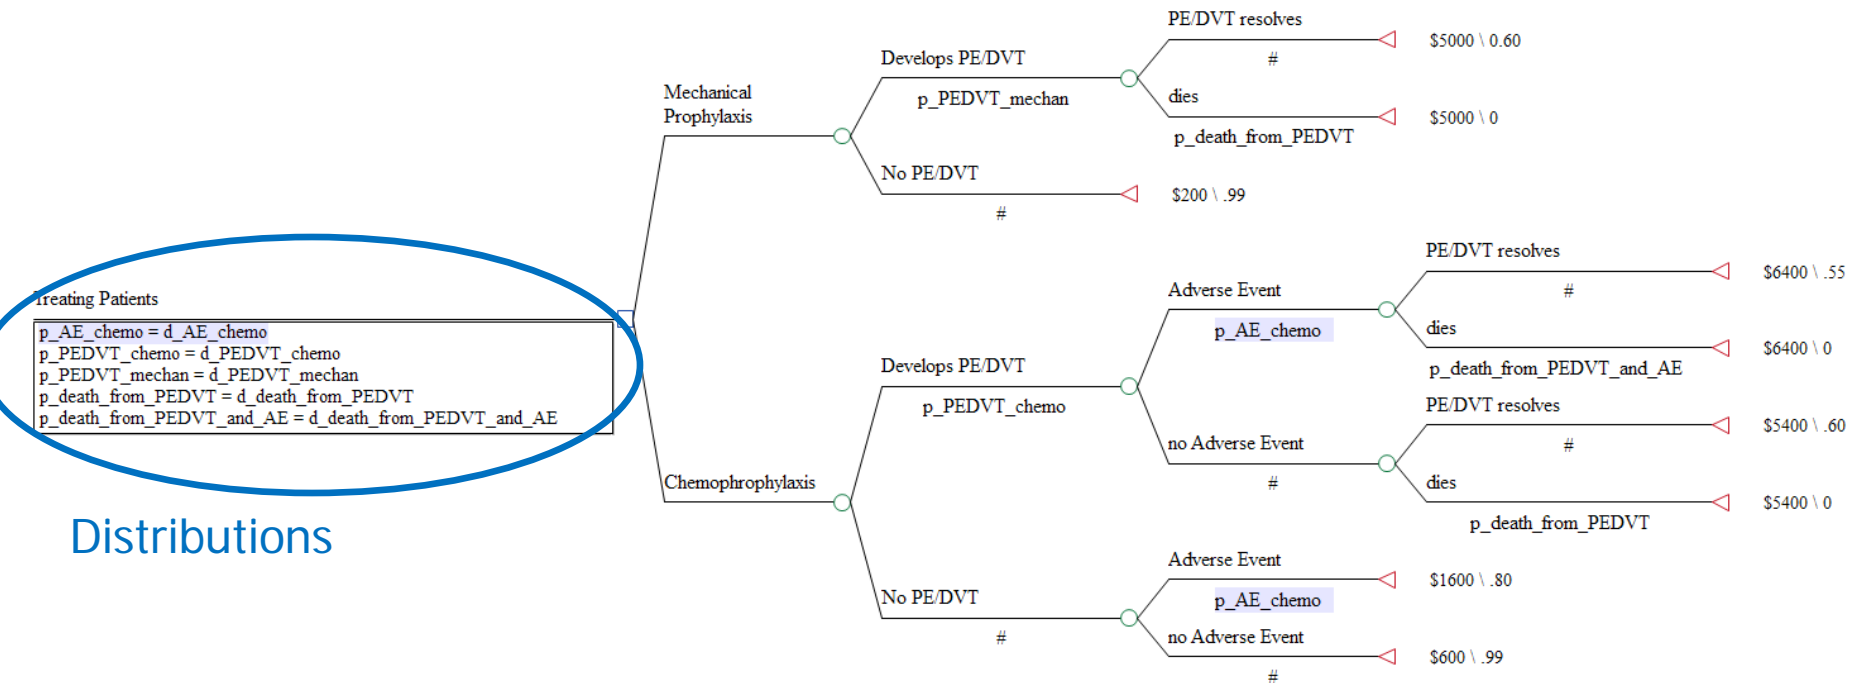 PE/DVT resolves
$5000 \ 0.60
#
Develops PE/DVT
p_PEDVT_mechan
dies
$5000 \ 0
p_death_from_PEDVT
Mechanical
Prophylaxis
No PE/DVT
$200 \ .99
#
Treating Patients
p_AE_chemo = d_AE_chemo
p_PEDVT_chemo = d_PEDVT_chemo
p_PEDVT_mechan = d_PEDVT_mechan
p_death_from_PEDVT = d_death_from_PEDVT
p_death_from_PEDVT_and_AE = d_death_from_PEDVT_and_AE
Distributions
Chemophrophylaxis
Develops PE/DVT
p_PEDVT_chemo
Adverse Event
p_AE_chemo
PE/DVT resolves
$6400 \ .55
#
dies
$6400 \ 0
p_death_from_PEDVT_and_AE
no Adverse Event
#
PE/DVT resolves
$5400 \ .60
#
dies
$5400 \ 0
p_death_from_PEDVT
No PE/DVT
#
Adverse Event
$1600 \ .80
p_AE_chemo
no Adverse Event
$600 \ .99
#